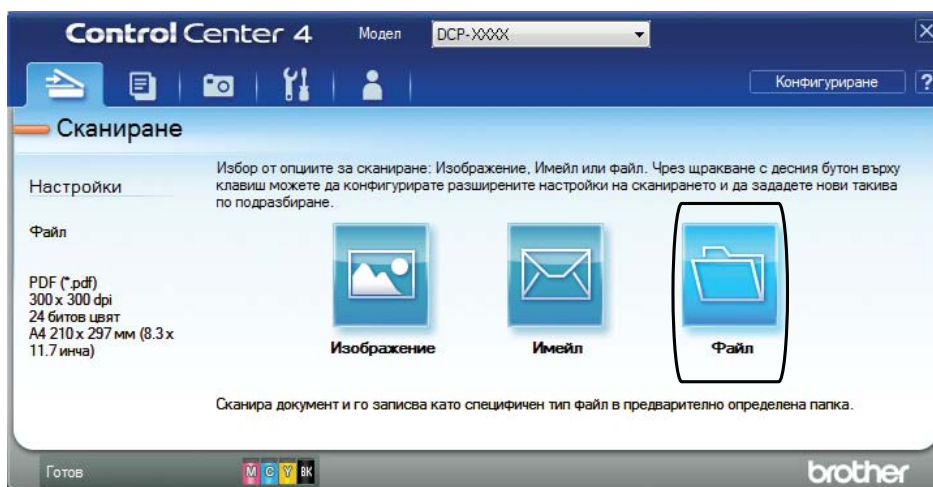 Control Center 4
Модел
DCP-XXXX
Конфигуриране
?
Сканиране
Настройки
Файл
PDF (*.pdf)
300 x 300 dpi
24 битов цвят
A4 210 x 297 мм (8.3 x
11.7 инча)
Избор от опциите за сканиране: Изображение, Имейл или файл. Чрез щракване с десния бутон върху
клавиш можете да конфигурирате разширените настройки на сканирането и да зададете нови такива
по подразбиране.
Изображение
Имейл
Файл
Сканира документ и го записва като специфичен тип файл в предварително определена папка.
Готов
M C Y BK
brother